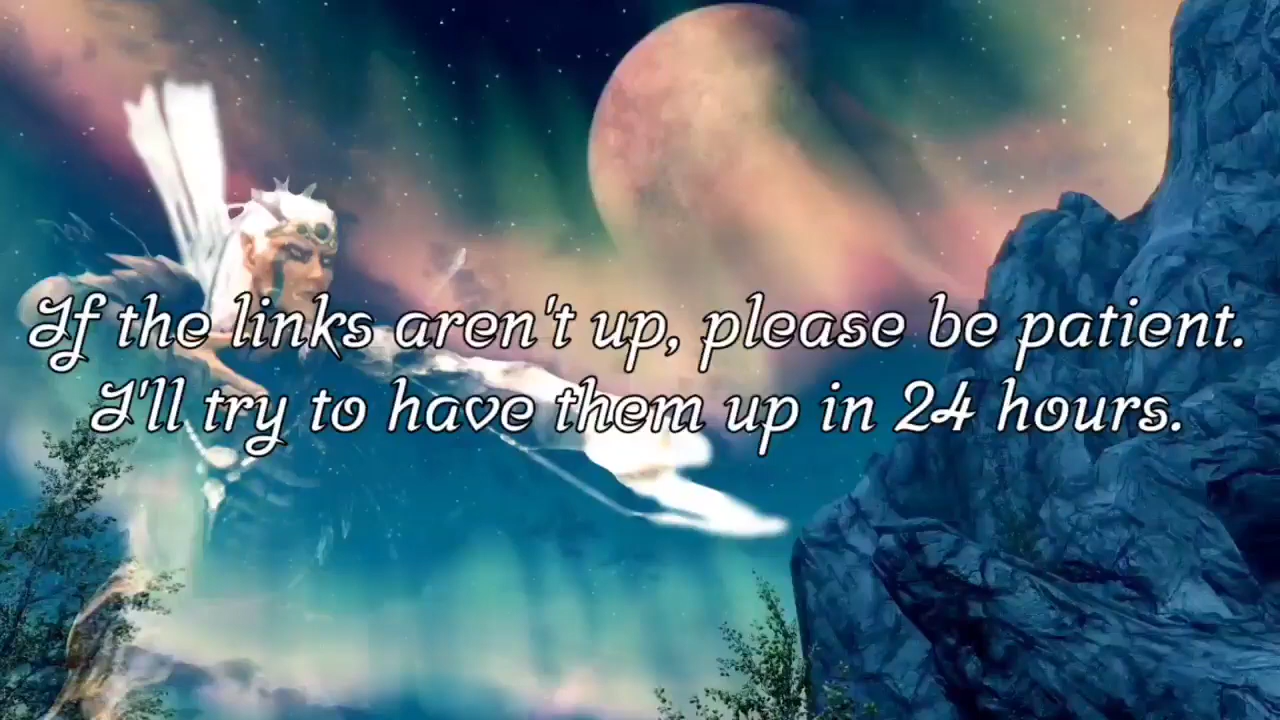 If the links aren't up, please be patient.
I'll try to have them up in 24 hours.